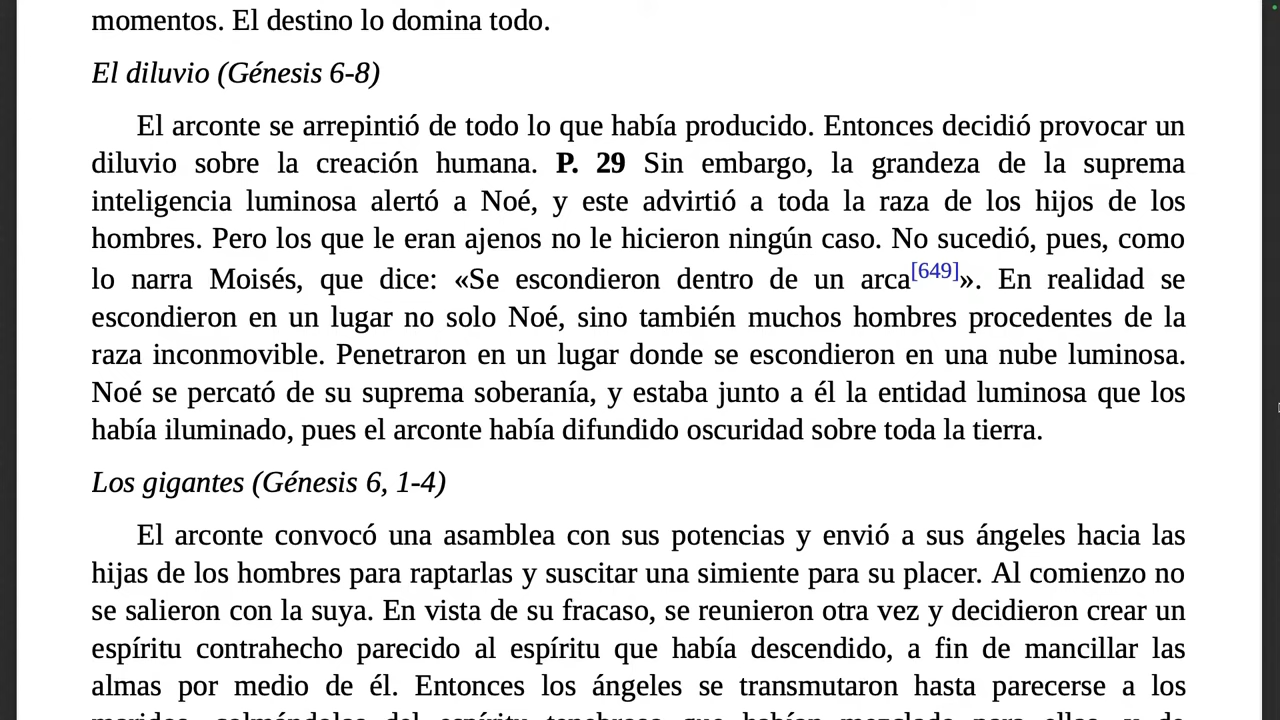 momentos. El destino lo domina todo.
El diluvio (Génesis 6-8)
El arconte se arrepintió de todo lo que había producido. Entonces decidió provocar un
diluvio sobre la creación humana. P. 29 Sin embargo, la grandeza de la suprema
inteligencia luminosa alertó a Noé, y este advirtió a toda la raza de los hijos de los
hombres. Pero los que le eran ajenos no le hicieron ningún caso. No sucedió, pues, como
lo narra Moisés, que dice: «Se escondieron dentro de un arca[649]». En realidad se
escondieron en un lugar no solo Noé, sino también muchos hombres procedentes de la
raza inconmovible. Penetraron en un lugar donde se escondieron en una nube luminosa.
Noé se percató de su suprema soberanía, y estaba junto a él la entidad luminosa que los
había iluminado, pues el arconte había difundido oscuridad sobre toda la tierra.
Los gigantes (Génesis 6, 1-4)
El arconte convocó una asamblea con sus potencias y envió a sus ángeles hacia las
hijas de los hombres para raptarlas y suscitar una simiente para su placer. Al comienzo no
se salieron con la suya. En vista de su fracaso, se reunieron otra vez y decidieron crear un
espíritu contrahecho parecido al espíritu que había descendido, a fin de mancillar las
almas por medio de él. Entonces los ángeles se transmutaron hasta parecerse a los